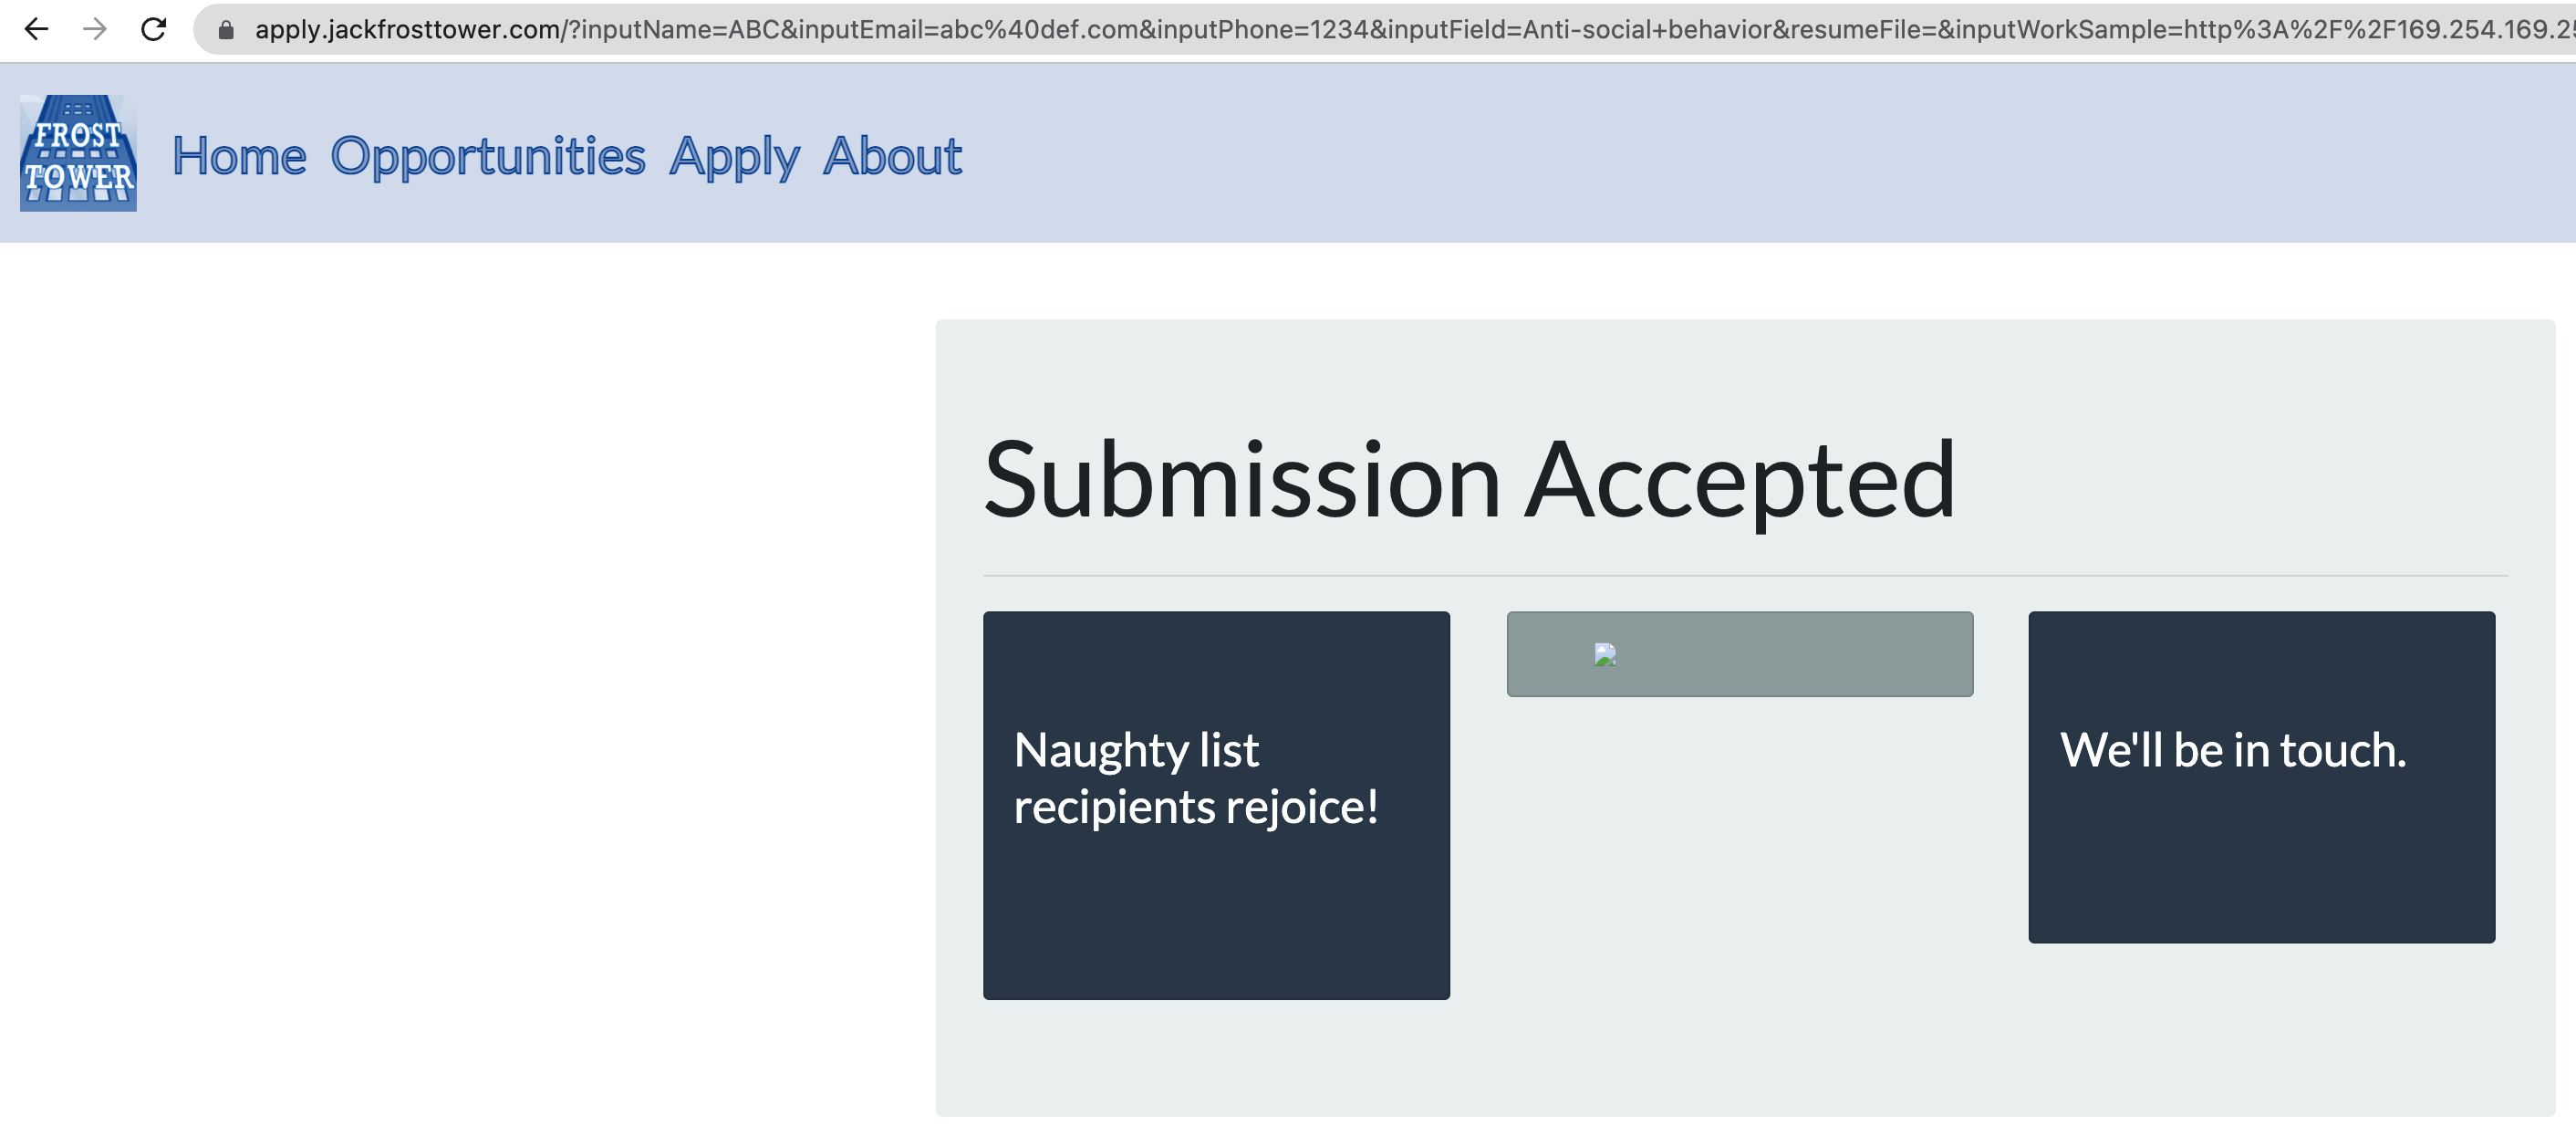 apply.jackfrosttower.com/?inputName=ABC&inputEmail=abc%40def.com&inputPhone=1234&inputField=Anti-social+behavior&resumeFile=&inputWorkSample=http%3A%2F%2F169.254.169.25
FROST
TOWER
Home Opportunities Apply About
Submission Accepted
Naughty list
recipients rejoice!
We'll be in touch.